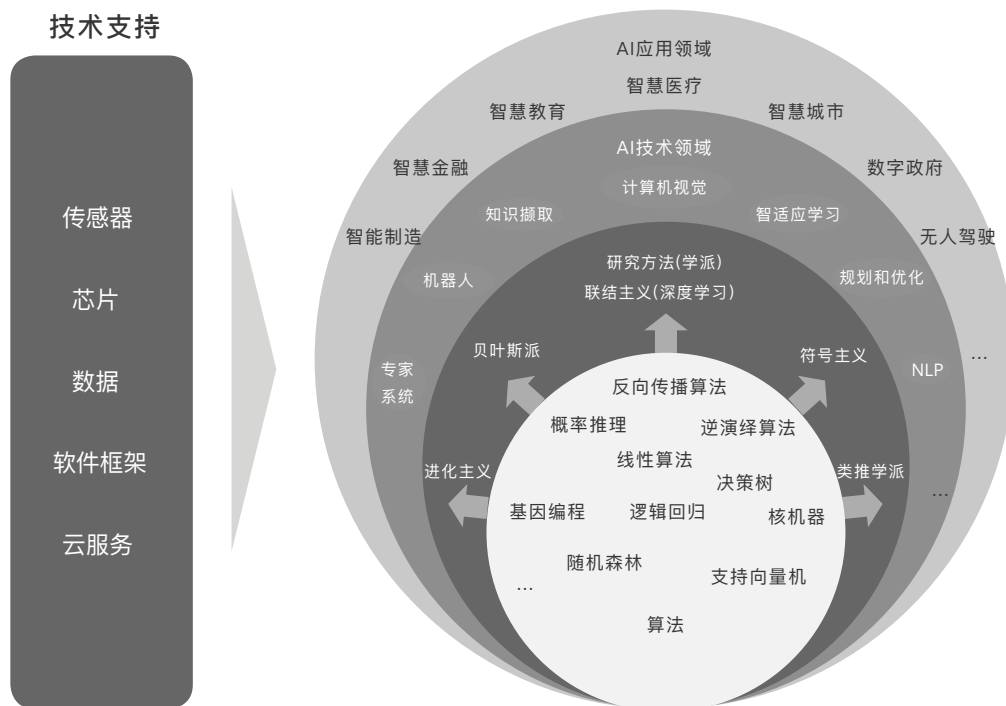 技术支持
传感器
芯片
数据
软件框架
云服务
AI应用领域
智慧医疗
智慧教育
智慧城市
智慧金融
数字政府
智能制造
无人驾驶
…
AI技术领域
计算机视觉
知识撷取
智适应学习
机器人
规划和优化
专家
系统
NLP
…
研究方法(学派)
联结主义(深度学习)
贝叶斯派
符号主义
进化主义
类推学派
反向传播算法
概率推理
逆演绎算法
线性算法
决策树
基因编程
逻辑回归
核机器
随机森林
支持向量机
…
算法